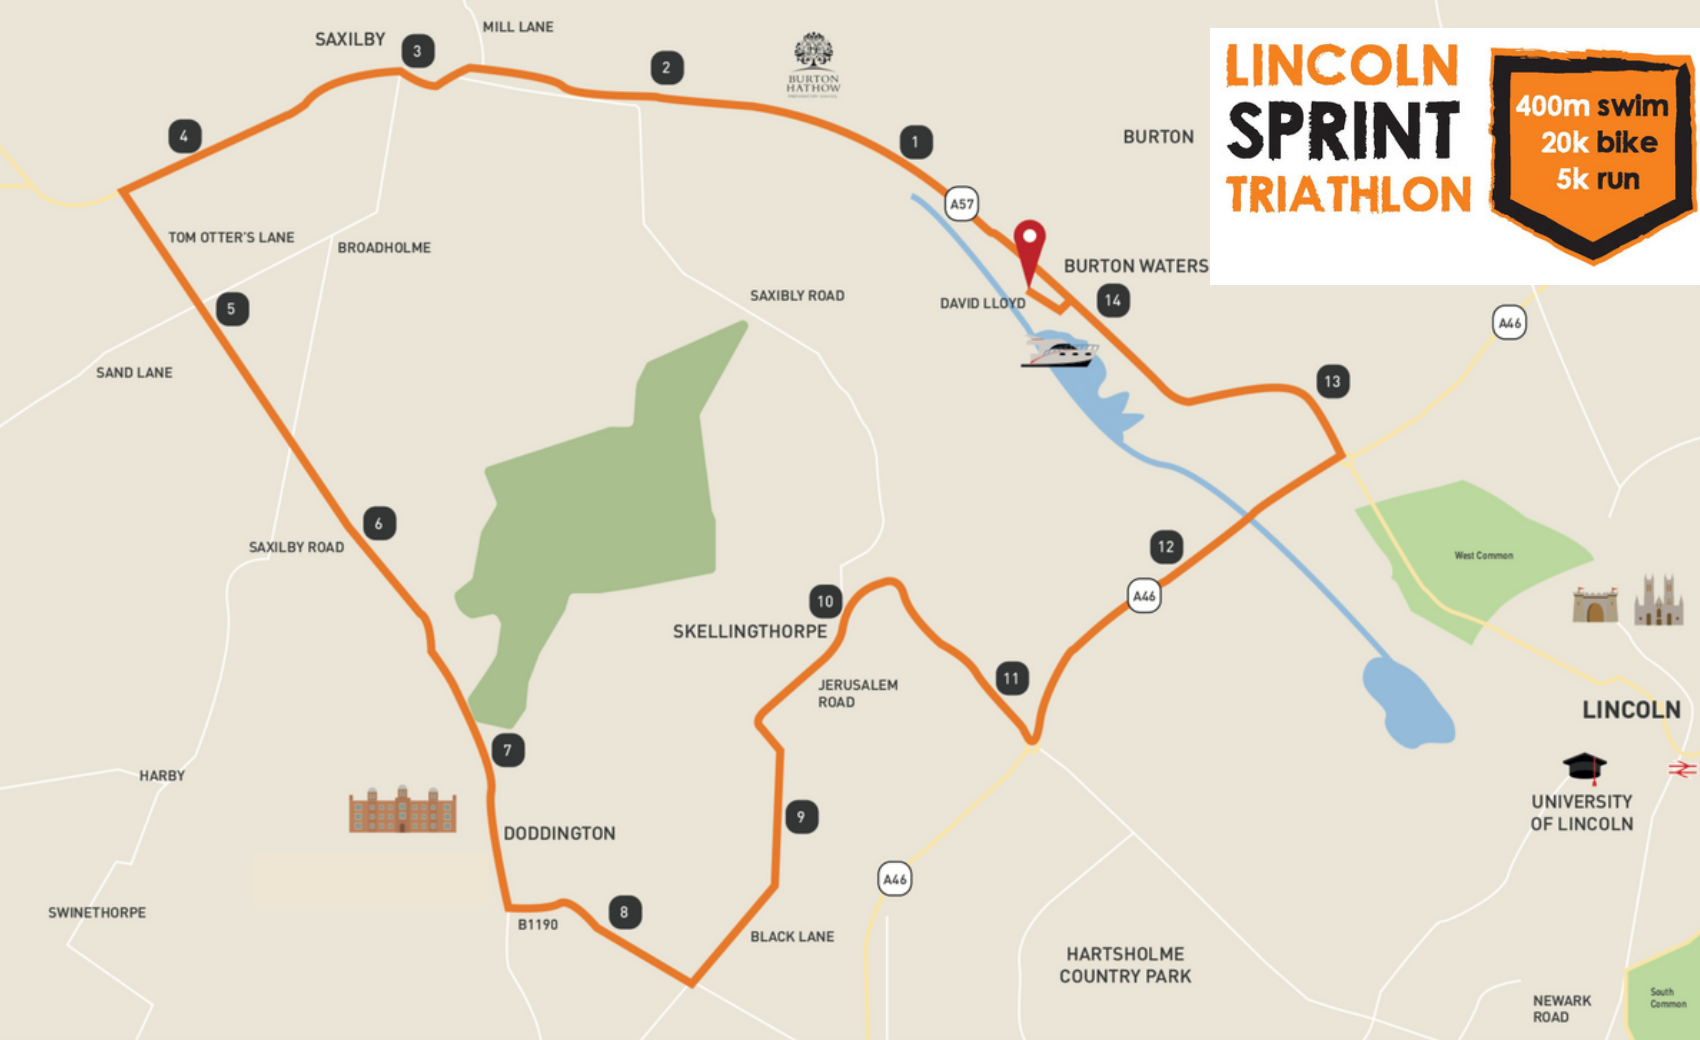 MILL LANE
SAXILBY
3
2
BURTON
HATHOW
LINCOLN
SPRINT
TRIATHLON
400m swim
20k bike
5k run
4
1
BURTON
A57
TOM OTTER'S LANE
BROADHOLME
BURTON WATERS
SAXIBLY ROAD
DAVID LLOYD
14
5
A46
SAND LANE
13
6
SAXILBY ROAD
12
West Common
A46
10
SKELLINGTHORPE
11
JERUSALEM
ROAD
LINCOLN
7
HARBY
UNIVERSITY
OF LINCOLN
9
DODDINGTON
A46
SWINETHORPE
8
B1190
BLACK LANE
HARTSHOLME
COUNTRY PARK
South
Common
NEWARK
ROAD